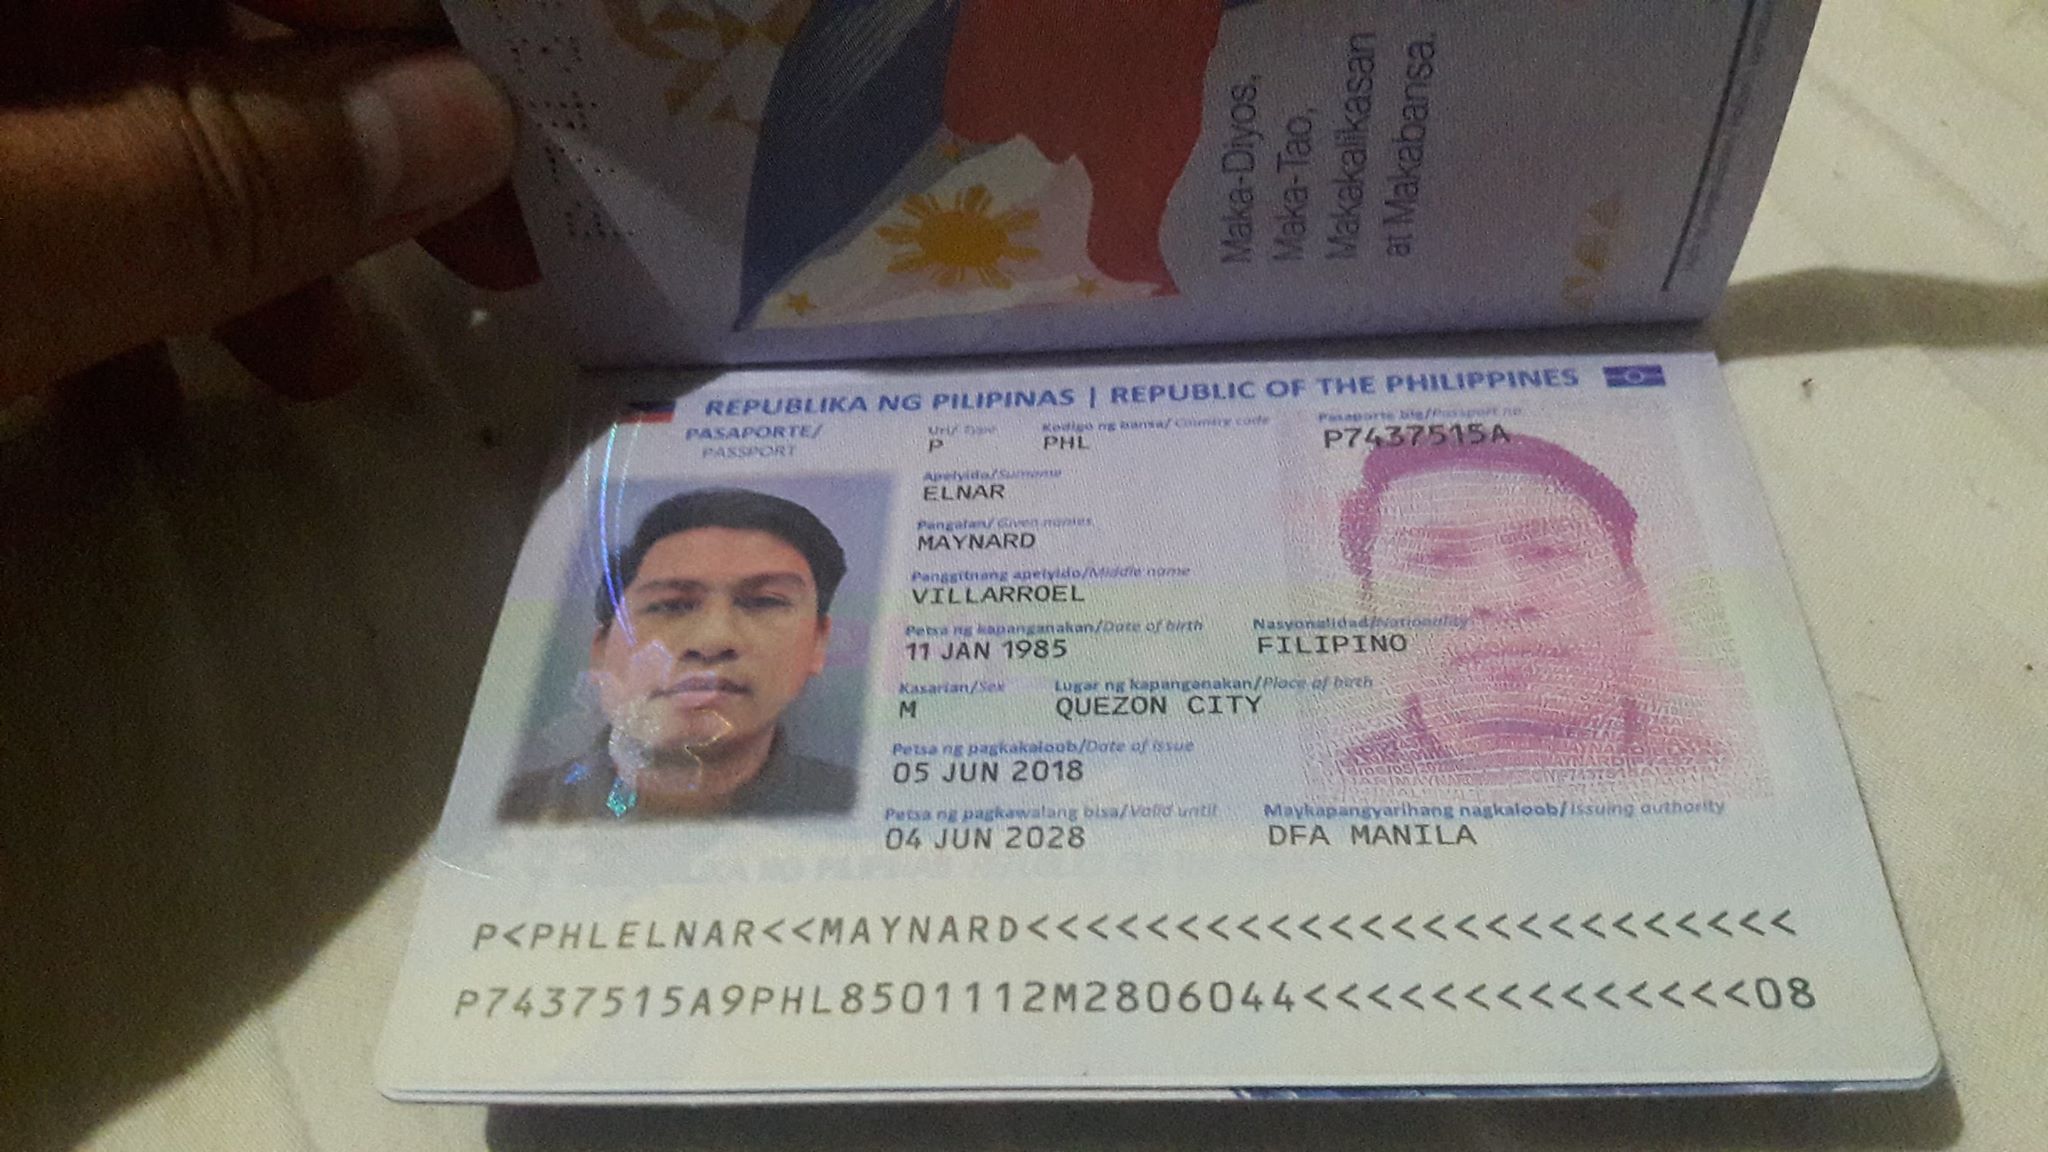 Maka-Diyos,
Maka-Tao,
Makakalikasan
at Makabansa.
REPUBLIKA NG PILIPINAS | REPUBLIC OF THE PHILIPPINES
PASAPORTE/
PASSPORT
Uri/ Type
P
Kodigo ng bansa/ Country code
PHL
Pasaporte blg/Passport no.
P7437515A
Apelyido/Surname
ELNAR
Pangalan/ Given names
MAYNARD
Panggitnang apelyido/Middle name
VILLARROEL
Petsa ng kapanganakan/Date of birth
11 JAN 1985
Nasyonalidad/Nationality
FILIPINO
Kasarian/Sex
M
Lugar ng kapanganakan/Place of birth
QUEZON CITY
Petsa ng pagkakaloob/Date of issue
05 JUN 2018
Petsa ng pagkawalang bisa/Valid until
04 JUN 2028
Maykapangyarihang nagkaloob/Issuing authority
DFA MANILA
P<PHLELNAR<<MAYNARD<<<<<<<<<<<<<<<<<<<<<<<<<
P7437515A9PHL8501112M2806044<<<<<<<<<<<<<<08